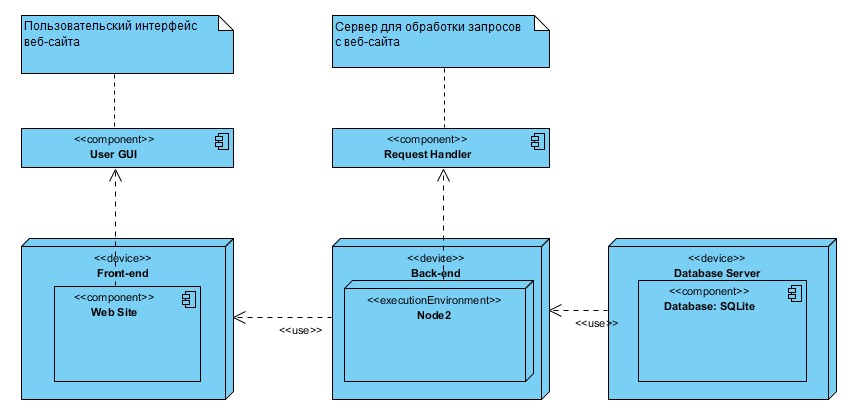 Пользовательский интерфейс
веб-сайта
Сервер для обработки запросов
с веб-сайта
<<component>>
User GUI
<<component>>
Request Handler
<<device>>
Front-end
<<component>>
Web Site
<<use>>
<<device>>
Back-end
<<executionEnvironment>>
Node2
<<use>>
<<device>>
Database Server
<<component>>
Database: SQLite